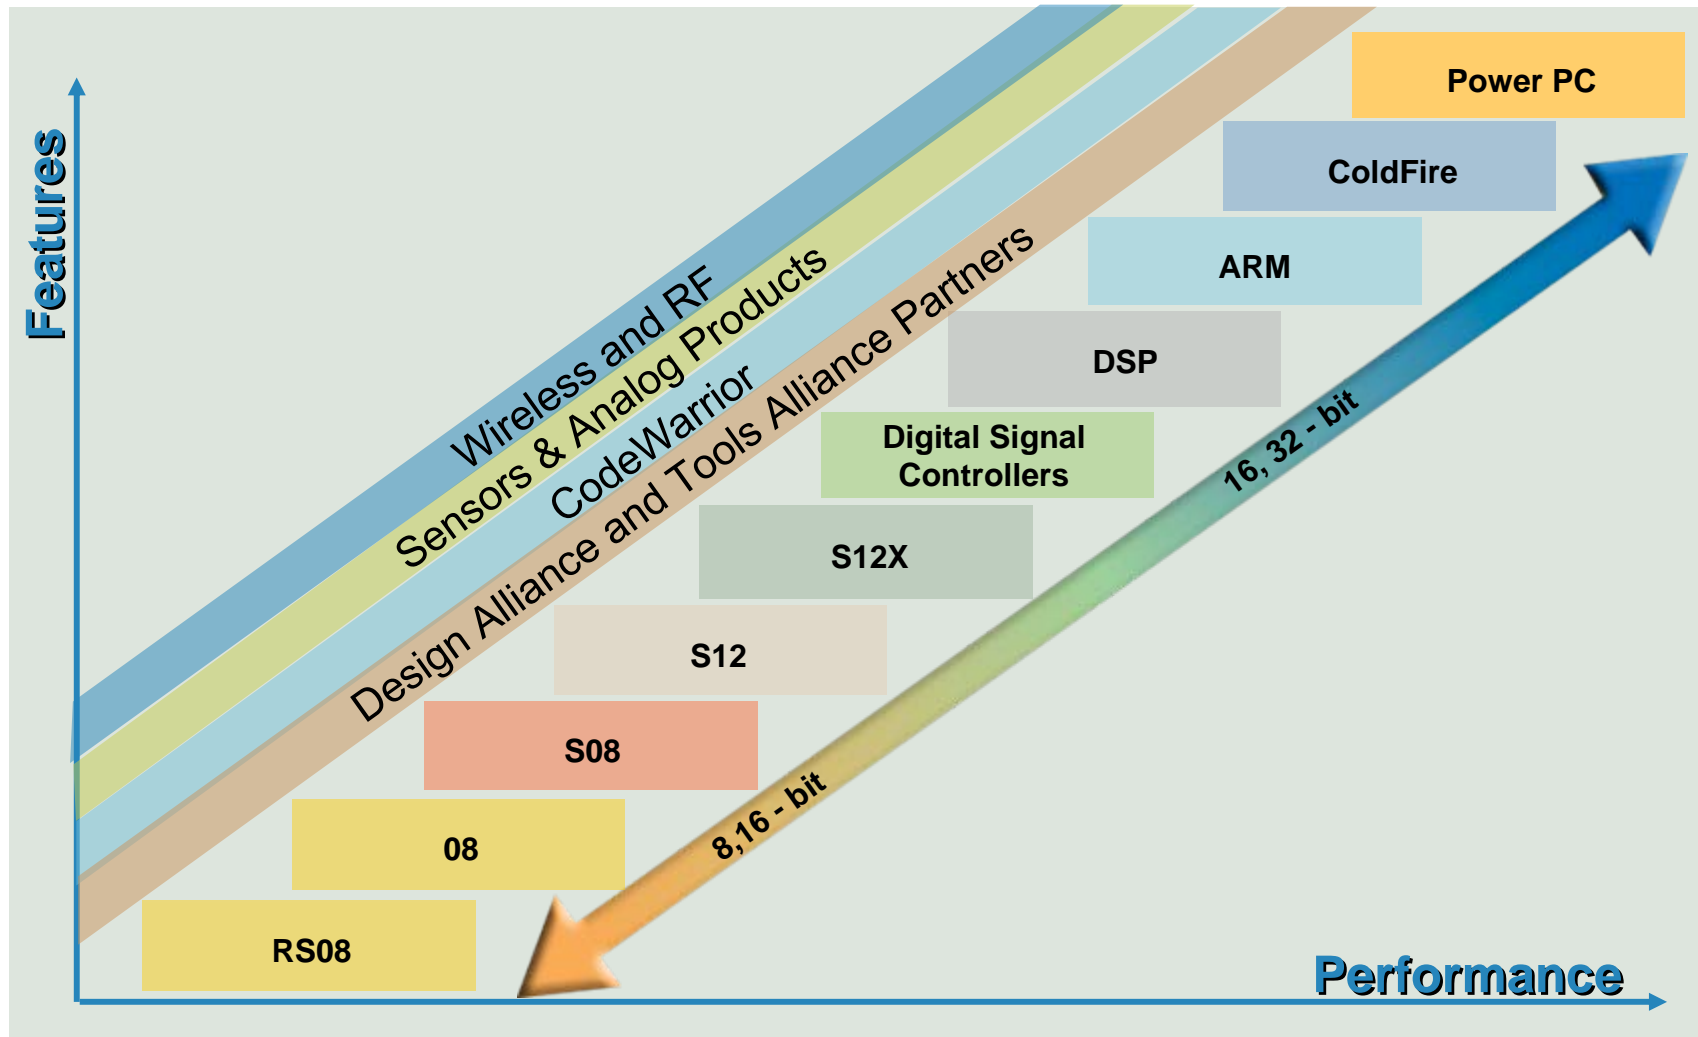 Power PC
ColdFire
ARM
DSP
Digital Signal
Controllers
S12X
S12
S08
08
RS08
Features
Wireless and RF
Sensors & Analog Products
CodeWarrior
Design Alliance and Tools Alliance Partners
16, 32 - bit
8,16 - bit
Performance